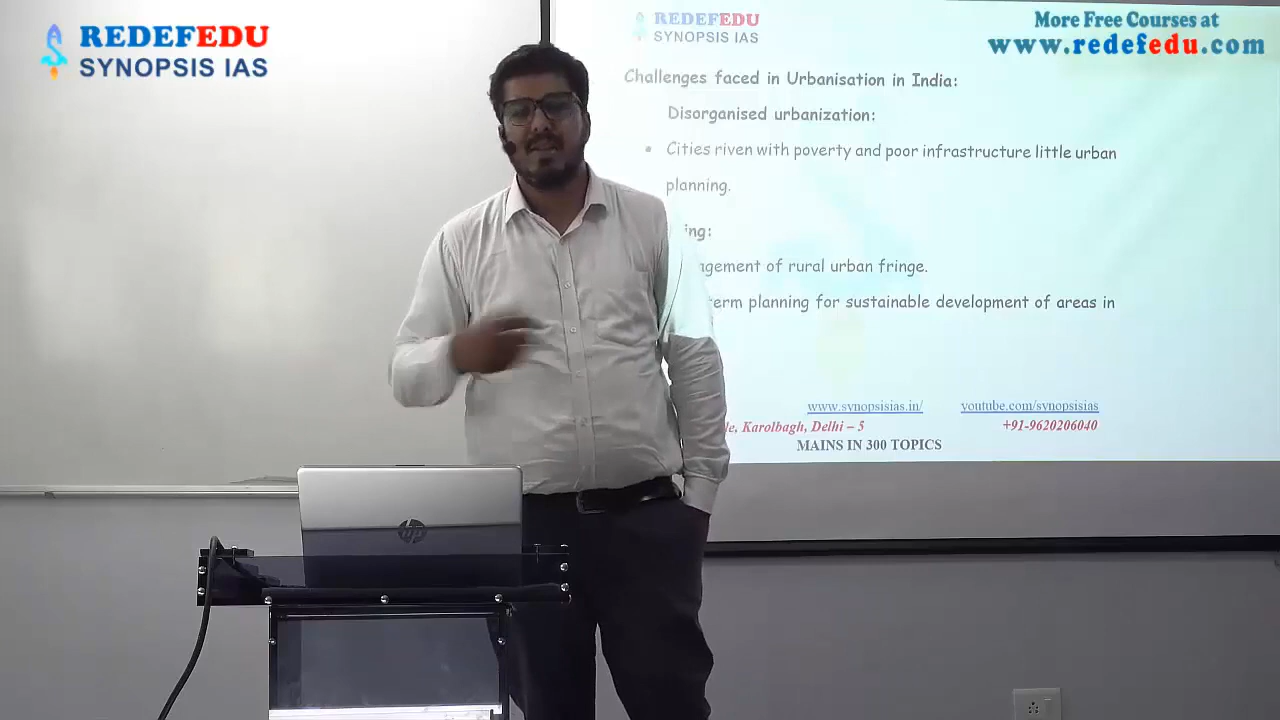 REDEFEDU
SYNOPSIS IAS
REDEFEDU
SYNOPSIS IAS
More Free Courses at
www.redefedu.com
Challenges faced in Urbanisation in India:
Disorganised urbanization:
• Cities riven with poverty and poor infrastructure little urban
planning.
of rural urban fringe.
term planning for sustainable development of areas in
www.synopsisias.in/ youtube.com/synopsisias
Karolbagh, Delhi – 5 +91-9620206040
MAINS IN 300 TOPICS
hp